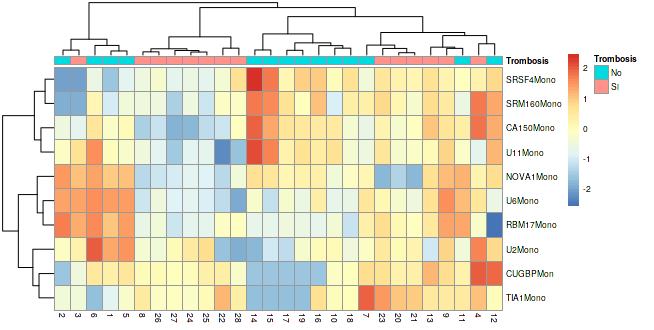 Trombosis
Trombosis
No
SI
2
1
0
-1
-2
SRSF4Mono
SRM160Mono
CA150Mono
U11Mono
NOVA1Mono
U6Mono
RBM17Mono
U2Mono
CUGBPMon
TIA1Mono
2 3 6 1 5 8 26 27 24 25 22 28 14 15 17 19 16 10 18 7 23 20 21 13 9 11 4 12